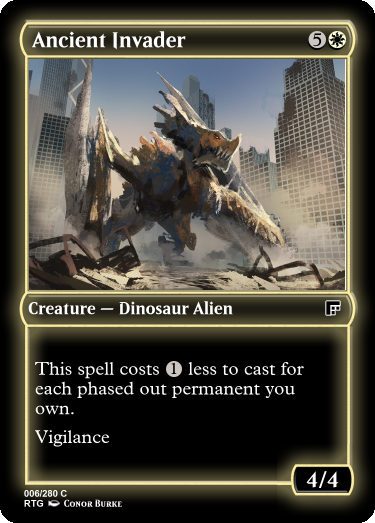 Ancient Invader 5
Creature — Dinosaur Alien
This spell costs 1 less to cast for
each phased out permanent you
own.
Vigilance
4/4
006/280 C
RTG Conor Burke